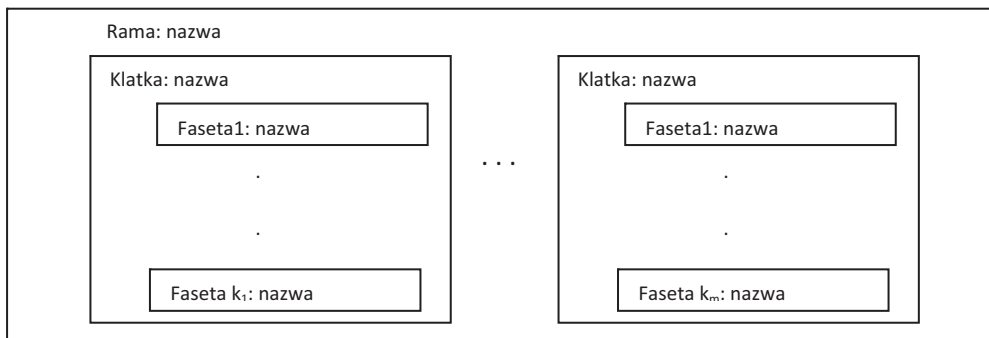 Rama: nazwa
Klatka: nazwa
Faseta1: nazwa
.
.
Faseta k₁: nazwa
. . .
Klatka: nazwa
Faseta1: nazwa
.
.
Faseta kₘ: nazwa